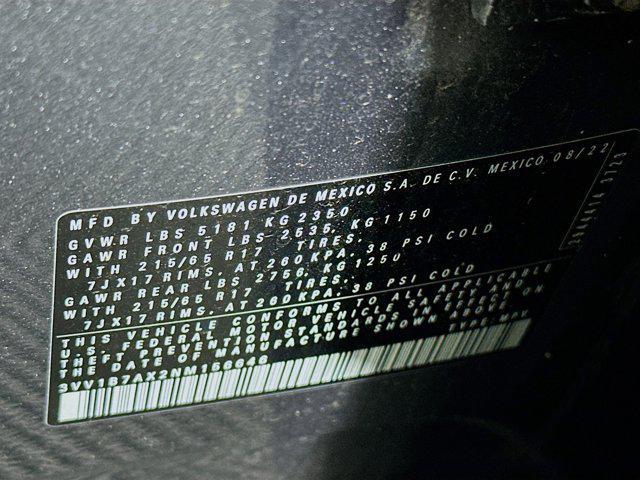 MFD BY VOLKSWAGEN DE MEXICO S.A. DE C.V. MEXICO 08/22
GVWR LBS 5181 KG 2350
GAWR FRONT LBS 2535, KG 1150
WITH 215/65 R17 TIRES,
7JX17 RIMS, AT 260 KPA, 38 PSI COLD
GAWR REAR LBS 2756, KG 1250
WITH 215/65 R17 TIRES,
7JX17 RIMS, AT 260 KPA, 38 PSI COLD
THIS VEHICLE CONFORMS TO ALL APPLICABLE
U.S. FEDERAL MOTOR VEHICLE SAFETY AND
THEFT PREVENTION STANDARDS IN EFFECT ON
THE DATE OF MANUFACTURE SHOWN ABOVE
TYPE: MPV